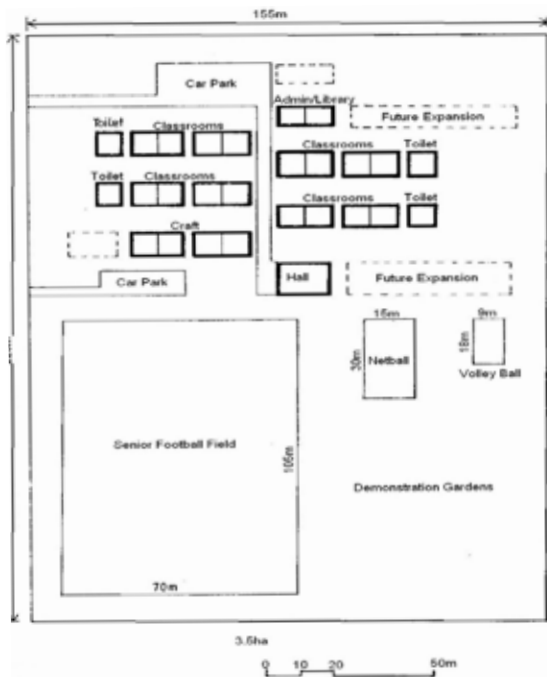 155m
Car Park
Admin/Library
Future Expansion
Toilet
Classrooms
Classrooms
Toilet
Toilet
Classrooms
Classrooms
Toilet
Craft
Car Park
Hall
Future Expansion
15m
9m
30m
Netball
18m
Volley Ball
Senior Football Field
105m
Demonstration Gardens
70m
3.5ha
0 10 20 50m